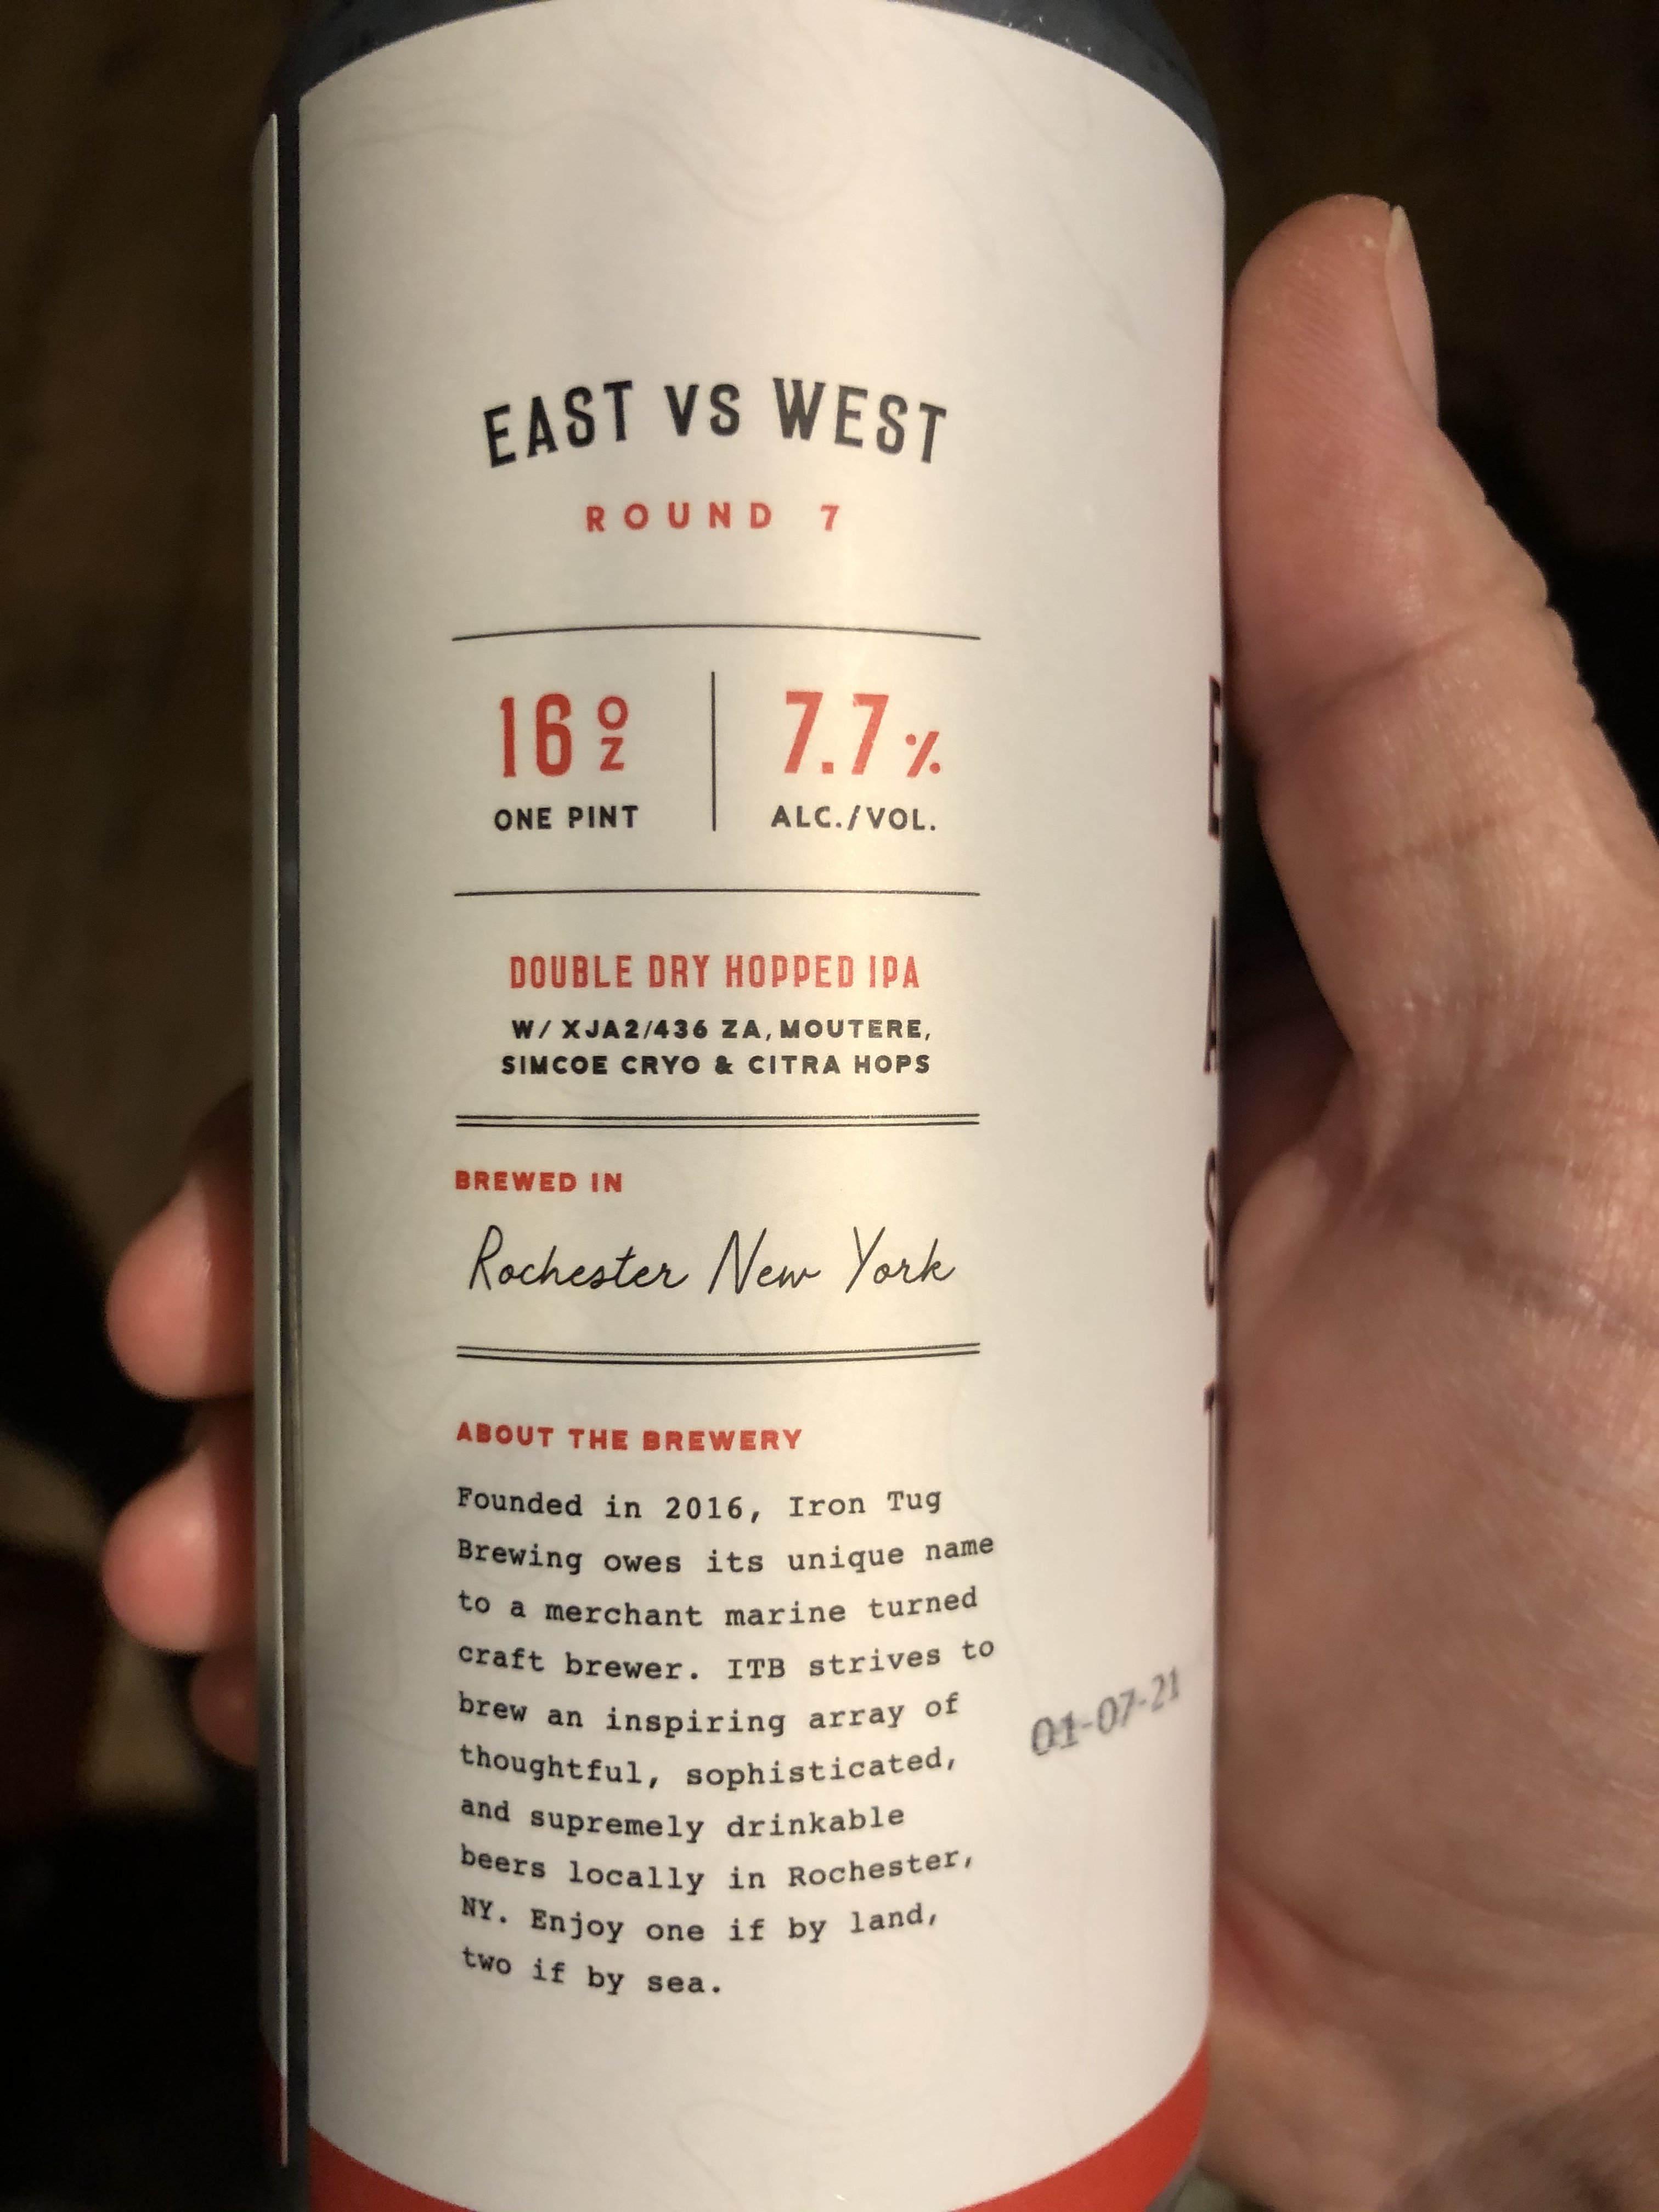 EAST VS WEST
ROUND 7
16 OZ
ONE PINT
7.7%
ALC./VOL.
DOUBLE DRY HOPPED IPA
W/ XJA2/436 ZA, MOUTERE,
SIMCOE CRYO & CITRA HOPS
BREWED IN
Rochester New York
ABOUT THE BREWERY
Founded in 2016, Iron Tug
Brewing owes its unique name
to a merchant marine turned
craft brewer. ITB strives to
brew an inspiring array of
thoughtful, sophisticated,
and supremely drinkable
beers locally in Rochester,
NY. Enjoy one if by land,
two if by sea.
01-07-21